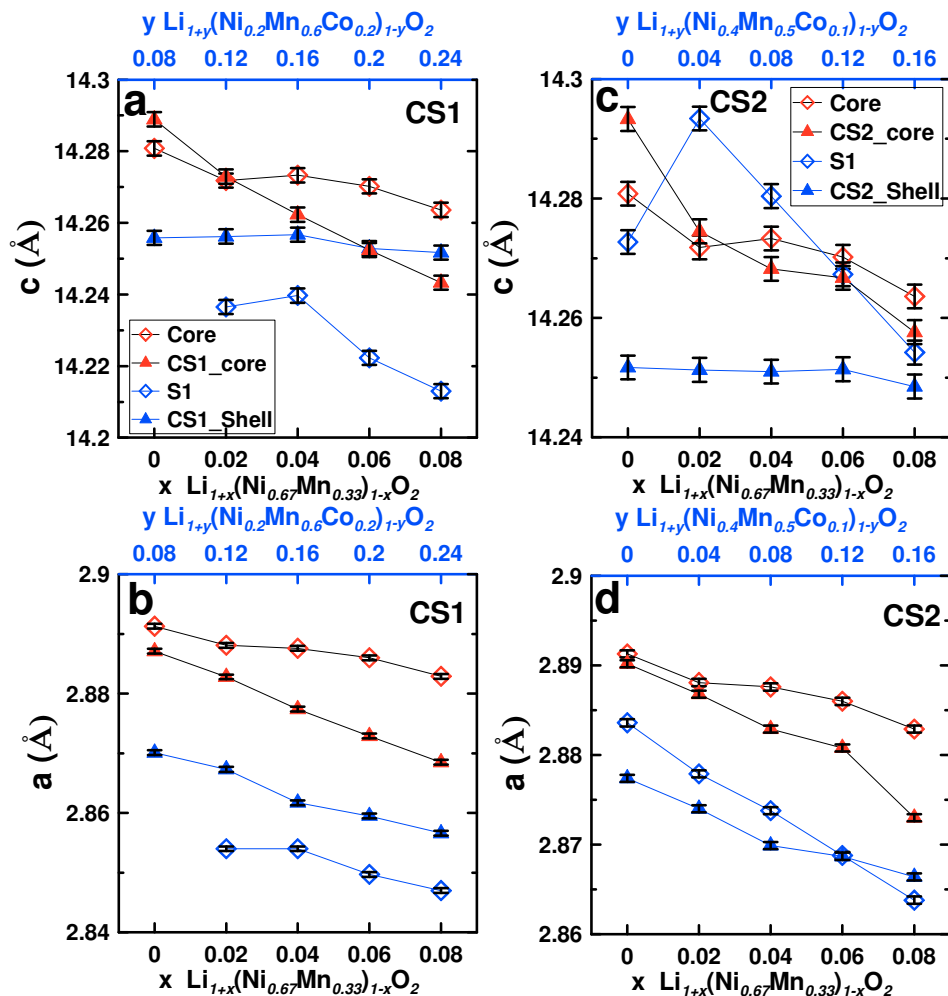 y Li1+y(Ni0.2Mn0.6Co0.2)1-yO2
0.08 0.12 0.16 0.2 0.24
a CS1
14.3
14.28
14.26
14.24
14.22
14.2
c (Å)
Core
CS1_core
S1
CS1_Shell
0 0.02 0.04 0.06 0.08
x Li1+x(Ni0.67Mn0.33)1-xO2
y Li1+y(Ni0.4Mn0.5Co0.1)1-yO2
0 0.04 0.08 0.12 0.16
c CS2
14.3
14.28
14.26
14.24
c (Å)
Core
CS2_core
S1
CS2_Shell
0 0.02 0.04 0.06 0.08
x Li1+x(Ni0.67Mn0.33)1-xO2
y Li1+y(Ni0.2Mn0.6Co0.2)1-yO2
0.08 0.12 0.16 0.2 0.24
b CS1
2.9
2.88
2.86
2.84
a (Å)
0 0.02 0.04 0.06 0.08
x Li1+x(Ni0.67Mn0.33)1-xO2
y Li1+y(Ni0.4Mn0.5Co0.1)1-yO2
0 0.04 0.08 0.12 0.16
d CS2
2.9
2.89
2.88
2.87
2.86
a (Å)
0 0.02 0.04 0.06 0.08
x Li1+x(Ni0.67Mn0.33)1-xO2